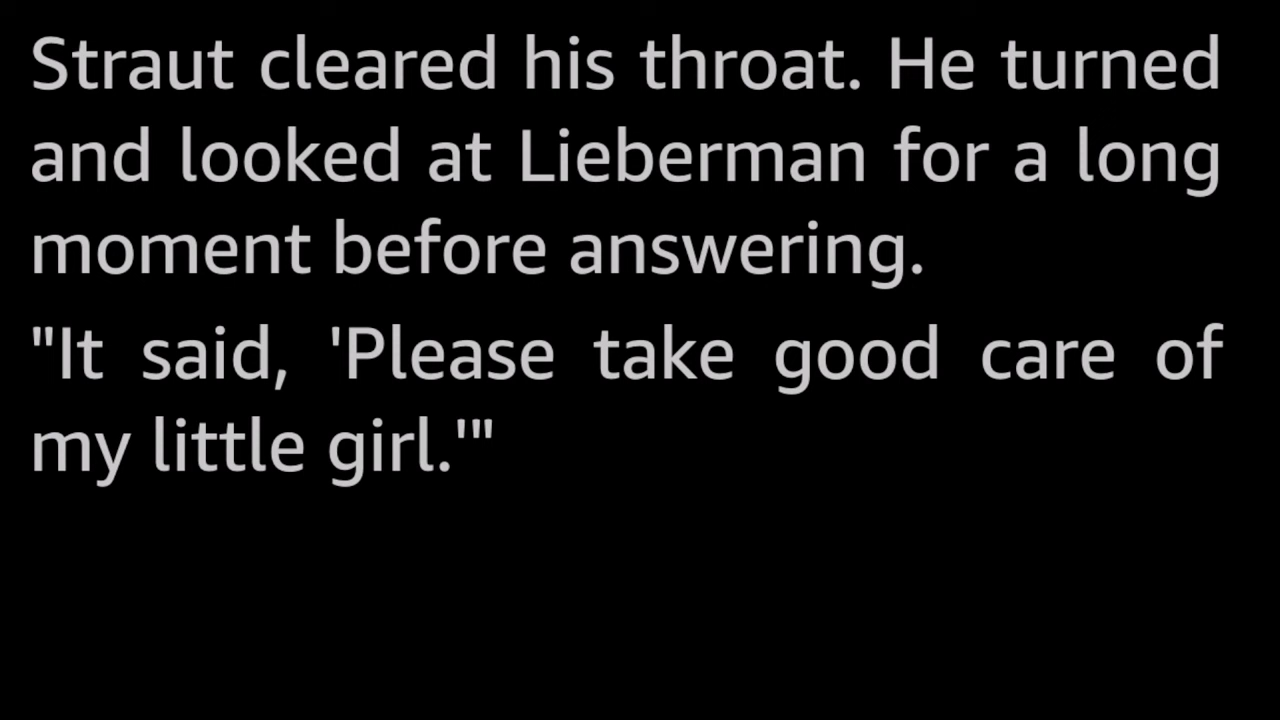 Straut cleared his throat. He turned
and looked at Lieberman for a long
moment before answering.
"It said, 'Please take good care of
my little girl.'"